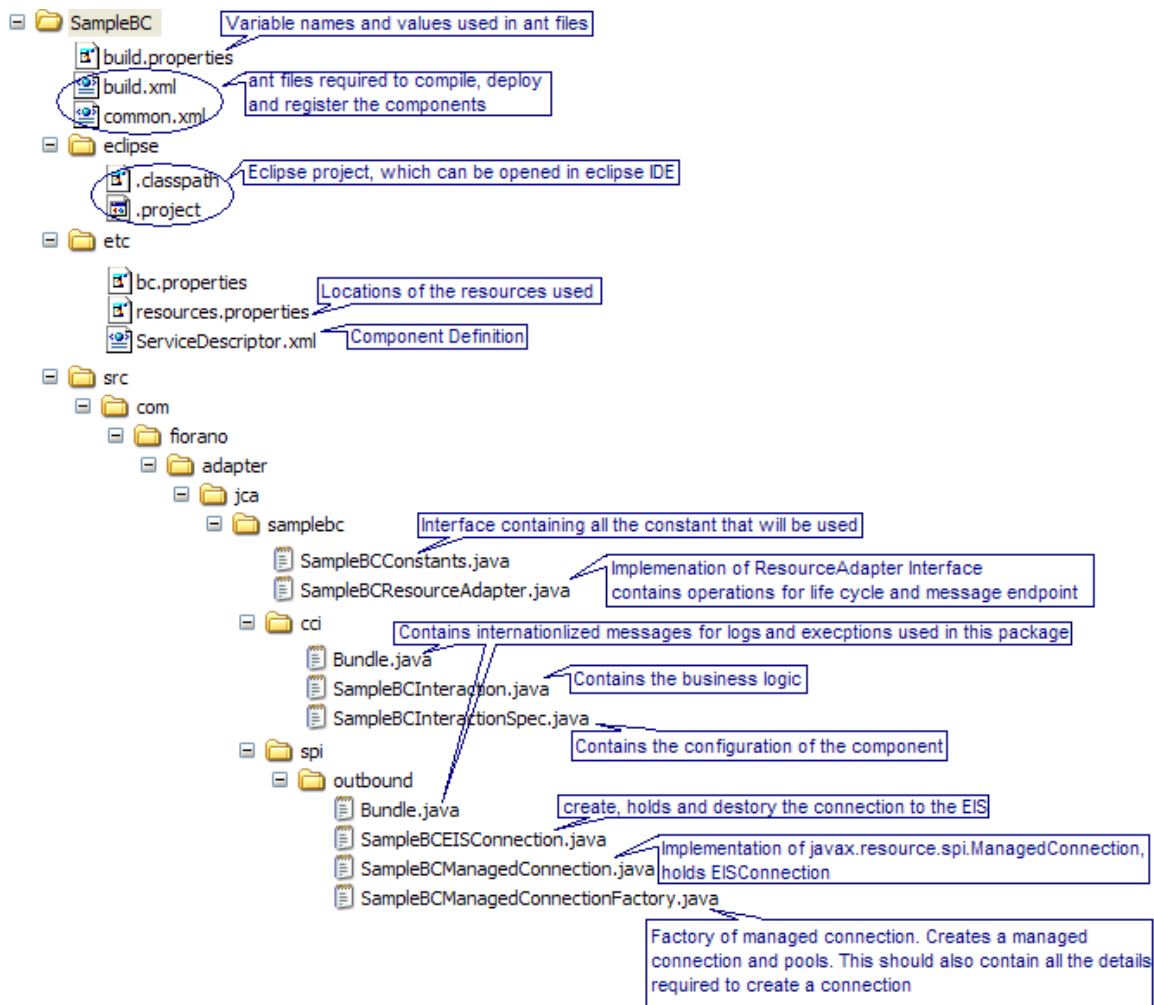 SampleBC
Variable names and values used in ant files
build.properties
build.xml
ant files required to compile, deploy
and register the components
common.xml
eclipse
.classpath
Eclipse project, which can be opened in eclipse IDE
.project
etc
bc.properties
Locations of the resources used
resources.properties
ServiceDescriptor.xml
Component Definition
src
com
fiorano
adapter
jca
samplebc
Interface containing all the constant that will be used
SampleBCConstants.java
SampleBCResourceAdapter.java
Implemenation of ResourceAdapter Interface
contains operations for life cycle and message endpoint
cci
Contains internationlized messages for logs and execptions used in this package
Bundle.java
SampleBCInteraction.java
Contains the business logic
SampleBCInteractionSpec.java
Contains the configuration of the component
spi
outbound
Bundle.java
create, holds and destory the connection to the EIS
SampleBCEISConnection.java
SampleBCManagedConnection.java
Implementation of javax.resource.spi.ManagedConnection,
holds EISConnection
SampleBCManagedConnectionFactory.java
Factory of managed connection. Creates a managed
connection and pools. This should also contain all the details
required to create a connection